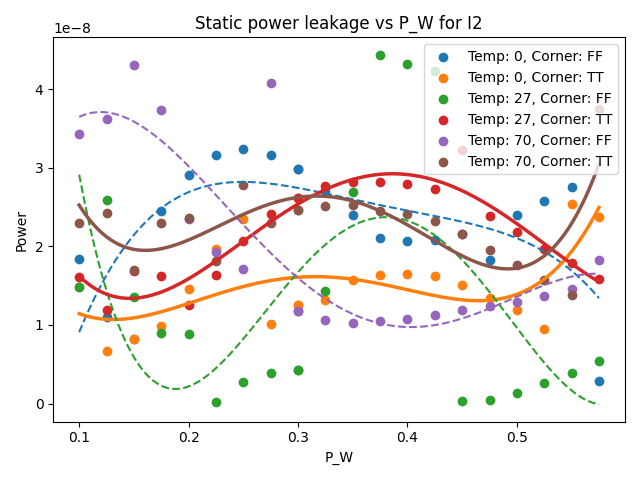 Static power leakage vs P_W for I2
1e−8
Temp: 0, Corner: FF
Temp: 0, Corner: TT
Temp: 27, Corner: FF
Temp: 27, Corner: TT
Temp: 70, Corner: FF
Temp: 70, Corner: TT
4
3
2
1
0
Power
0.1 0.2 0.3 0.4 0.5
P_W